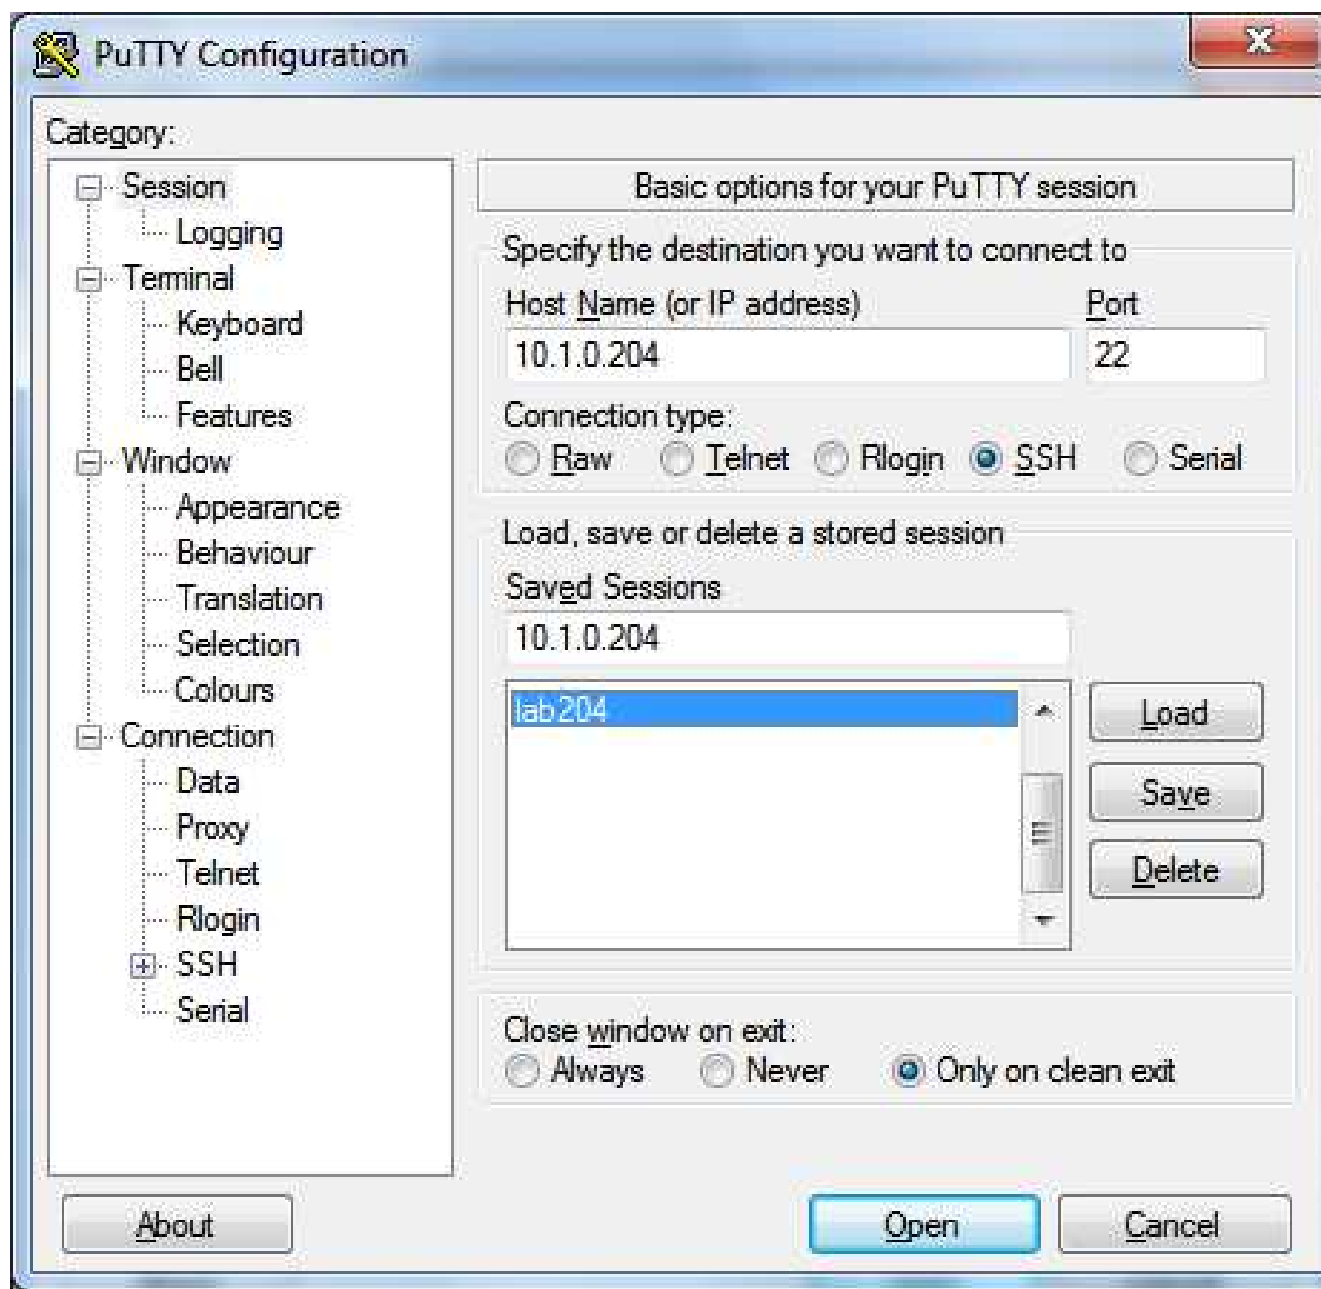 PuTTY Configuration
Category:
Session
Logging
Terminal
Keyboard
Bell
Features
Window
Appearance
Behaviour
Translation
Selection
Colours
Connection
Data
Proxy
Telnet
Rlogin
SSH
Serial
Basic options for your PuTTY session
Specify the destination you want to connect to
Host Name (or IP address) Port
10.1.0.204 22
Connection type:
Raw Telnet Rlogin SSH Serial
Load, save or delete a stored session
Saved Sessions
10.1.0.204
lab204
Load
Save
Delete
Close window on exit:
Always Never Only on clean exit
About Open Cancel